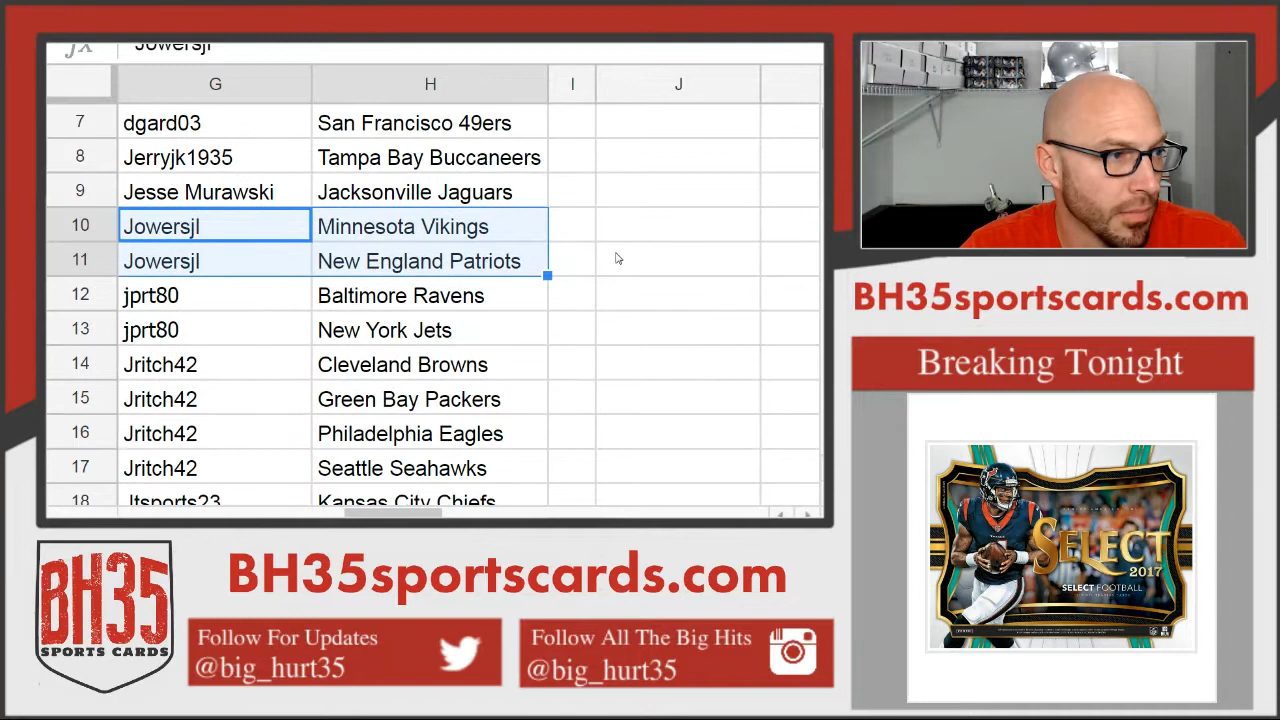 fx Jowersjl
G H I J
7 dgard03 San Francisco 49ers
8 Jerryjk1935 Tampa Bay Buccaneers
9 Jesse Murawski Jacksonville Jaguars
10 Jowersjl Minnesota Vikings
11 Jowersjl New England Patriots
12 jprt80 Baltimore Ravens
13 jprt80 New York Jets
14 Jritch42 Cleveland Browns
15 Jritch42 Green Bay Packers
16 Jritch42 Philadelphia Eagles
17 Jritch42 Seattle Seahawks
18 Jtsports23 Kansas City Chiefs
BH35sportscards.com
Breaking Tonight
SELECT
2017
SELECT FOOTBALL
BH35
SPORTS CARDS
BH35sportscards.com
Follow For Updates
@big_hurt35
Follow All The Big Hits
@big_hurt35